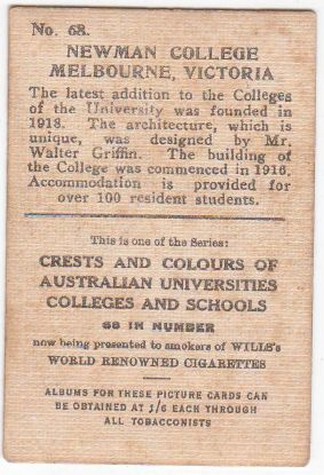 No. 68.
NEWMAN COLLEGE
MELBOURNE, VICTORIA
The latest addition to the Colleges
of the University was founded in
1918. The architecture, which is
unique, was designed by Mr.
Walter Griffin. The building of
the College was commenced in 1916.
Accommodation is provided for
over 100 resident students.
This is one of the Series:
CRESTS AND COLOURS OF
AUSTRALIAN UNIVERSITIES
COLLEGES AND SCHOOLS
68 IN NUMBER
now being presented to smokers of WILLS's
WORLD RENOWNED CIGARETTES
ALBUMS FOR THESE PICTURE CARDS CAN
BE OBTAINED AT 1/6 EACH THROUGH
ALL TOBACCONISTS